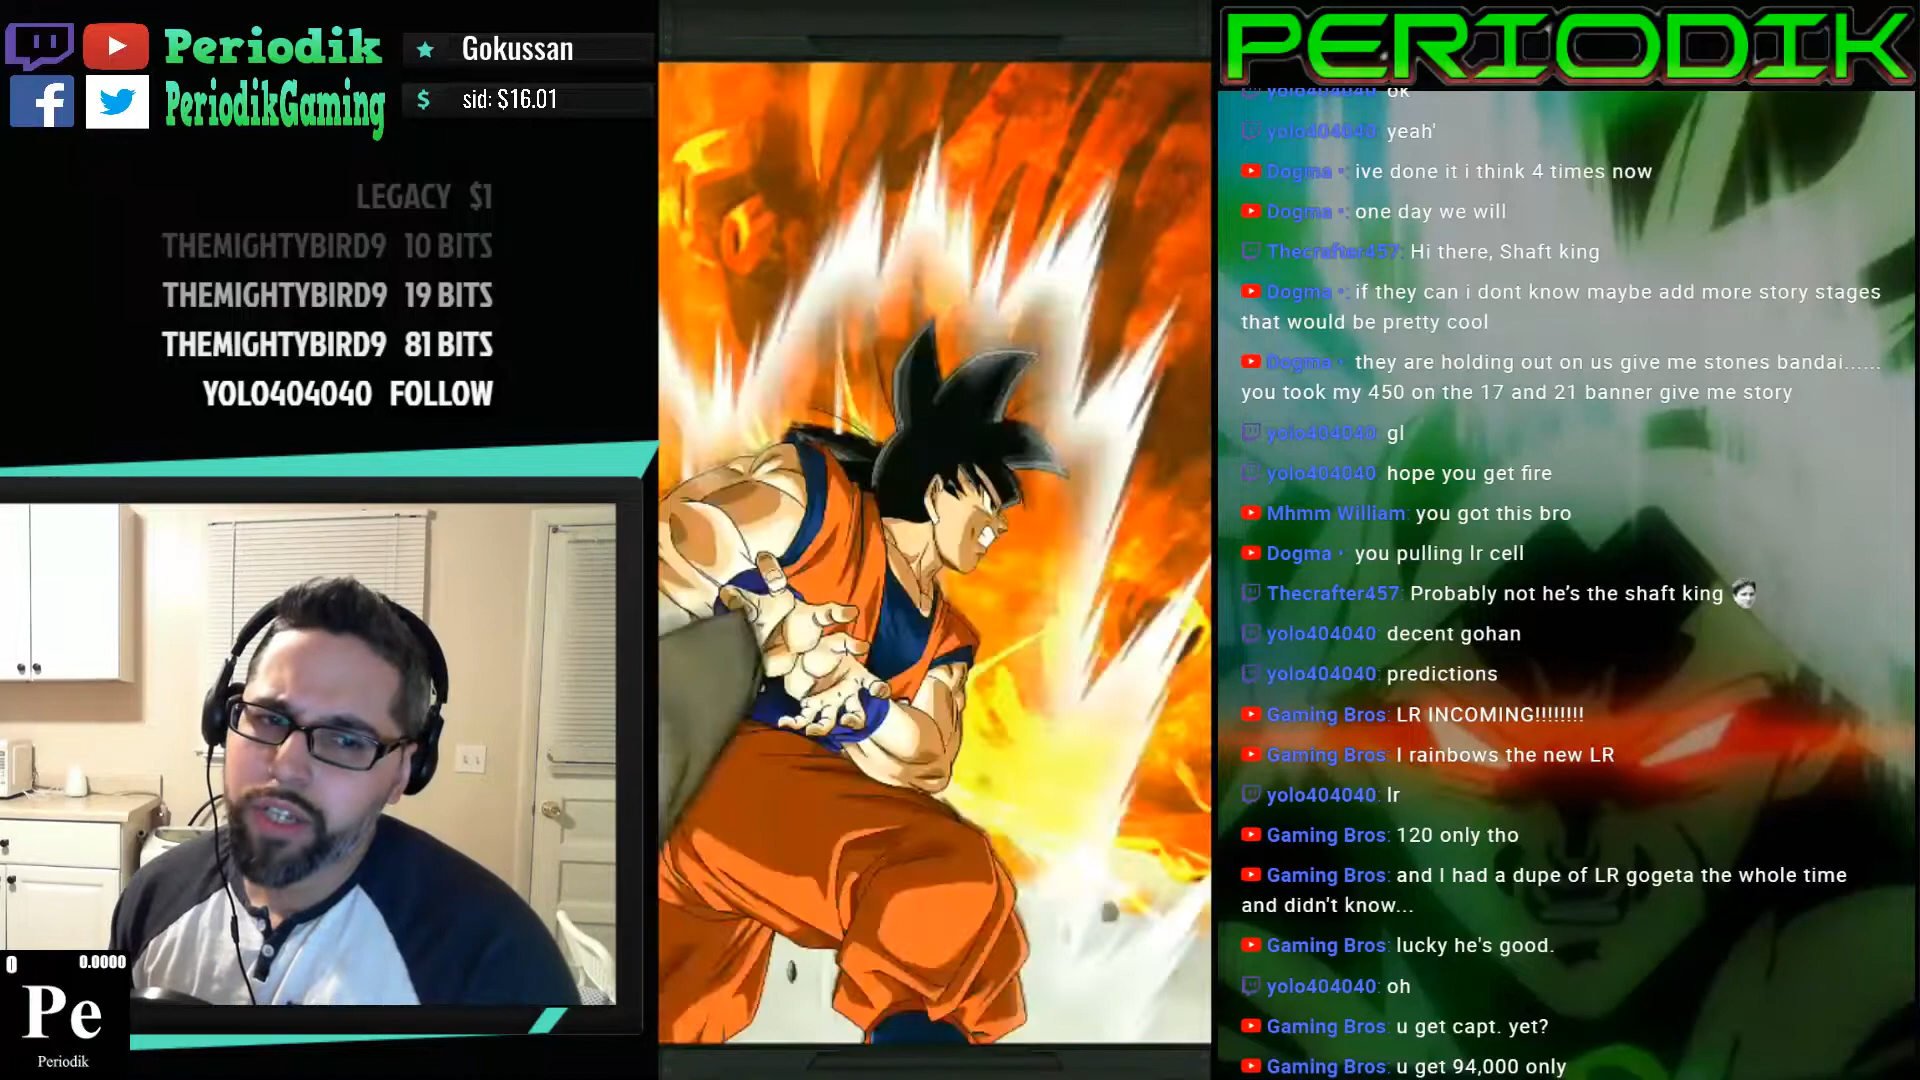 Periodik
PeriodikGaming
Gokussan
$ sid: $16.01
LEGACY $1
THEMIGHTYBIRD9 10 BITS
THEMIGHTYBIRD9 19 BITS
THEMIGHTYBIRD9 81 BITS
YOLO404040 FOLLOW
0 0.0000
Pe
Periodik
PERIODIK
yolo404040 ok
yolo404040: yeah'
Dogma: ive done it i think 4 times now
Dogma: one day we will
Thecrafter457: Hi there, Shaft king
Dogma: if they can i dont know maybe add more story stages
that would be pretty cool
Dogma they are holding out on us give me stones bandai......
you took my 450 on the 17 and 21 banner give me story
yolo404040 gl
yolo404040 hope you get fire
Mhmm William: you got this bro
Dogma you pulling lr cell
Thecrafter457: Probably not he's the shaft king
yolo404040: decent gohan
yolo404040: predictions
Gaming Bros: LR INCOMING!!!!!!!!
Gaming Bros: I rainbows the new LR
yolo404040: lr
Gaming Bros: 120 only tho
Gaming Bros: and I had a dupe of LR gogeta the whole time
and didn't know...
Gaming Bros: lucky he's good.
yolo404040: oh
Gaming Bros: u get capt. yet?
Gaming Bros: u get 94,000 only